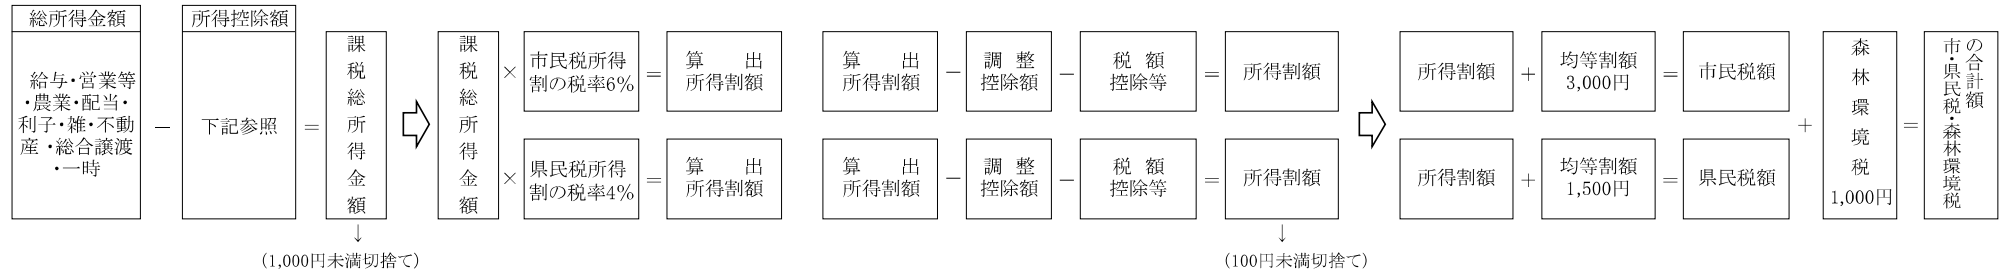 総所得金額
給与・営業等
・農業・配当・
利子・雑・不動
産・総合譲渡
・一時
－
所得控除額
下記参照
＝
課税総所得金額
↓
（1,000円未満切捨て）
課税総所得金額
×
市民税所得
割の税率6%
＝
算出
所得割額
×
県民税所得
割の税率4%
＝
算出
所得割額
算出
所得割額
－
調整
控除額
－
税額
控除等
＝
所得割額
算出
所得割額
－
調整
控除額
－
税額
控除等
＝
所得割額
↓
（100円未満切捨て）
所得割額
＋
均等割額
3,000円
＝
市民税額
所得割額
＋
均等割額
1,500円
＝
県民税額
＋
森林環境税
1,000円
＝
市・県民税・森林環境税
の合計額